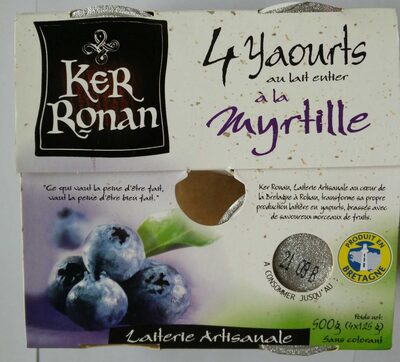 KER
RONAN
4 Yaourts
au lait entier
à la
Myrtille
"Ce qui vaut la peine d'être fait,
vaut la peine d'être bien fait."
Ker Ronan, Laiterie Artisanale au cœur de
la Bretagne à Rohan, transforme sa propre
production laitière en yaourts, brassés avec
de savoureux morceaux de fruits.
PRODUIT EN
BRETAGNE
A CONSOMMER JUSQU'AU
Poids net:
500g (4x125 g)
Sans colorant
Laiterie Artisanale